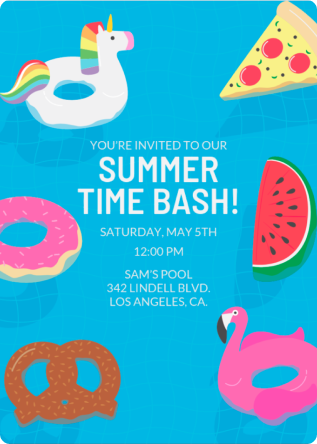 YOU'RE INVITED TO OUR
SUMMER
TIME BASH!
SATURDAY, MAY 5TH
12:00 PM
SAM'S POOL
342 LINDELL BLVD.
LOS ANGELES, CA.